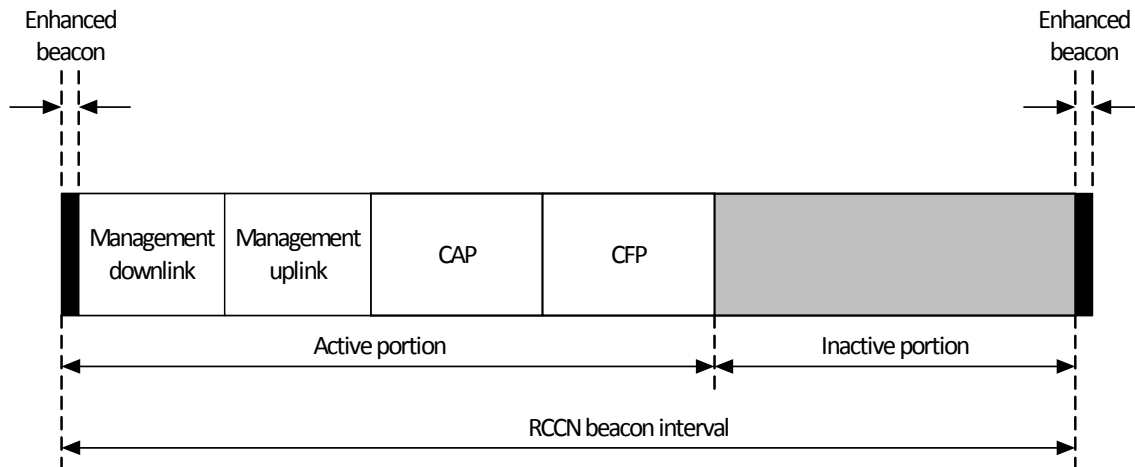 Enhanced
beacon
Enhanced
beacon
Management
downlink
Management
uplink
CAP
CFP
Active portion
Inactive portion
RCCN beacon interval